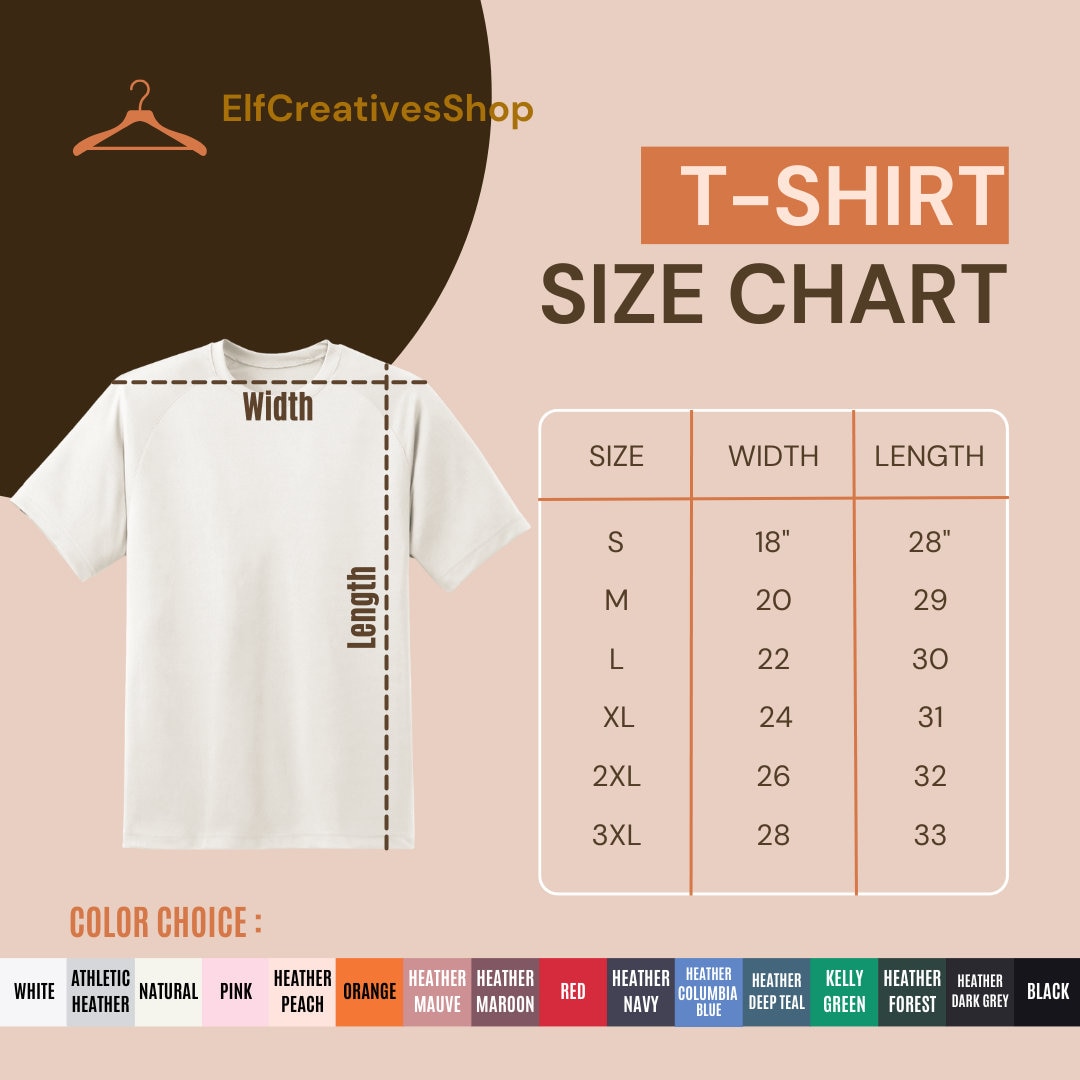 ElfCreativesShop
T-SHIRT
SIZE CHART
Width
Length
SIZE WIDTH LENGTH
S 18" 28"
M 20 29
L 22 30
XL 24 31
2XL 26 32
3XL 28 33
COLOR CHOICE :
WHITE
ATHLETIC
HEATHER
NATURAL
PINK
HEATHER
PEACH
ORANGE
HEATHER
MAUVE
HEATHER
MAROON
RED
HEATHER
NAVY
HEATHER
COLUMBIA
BLUE
HEATHER
DEEP TEAL
KELLY
GREEN
HEATHER
FOREST
HEATHER
DARK GREY
BLACK